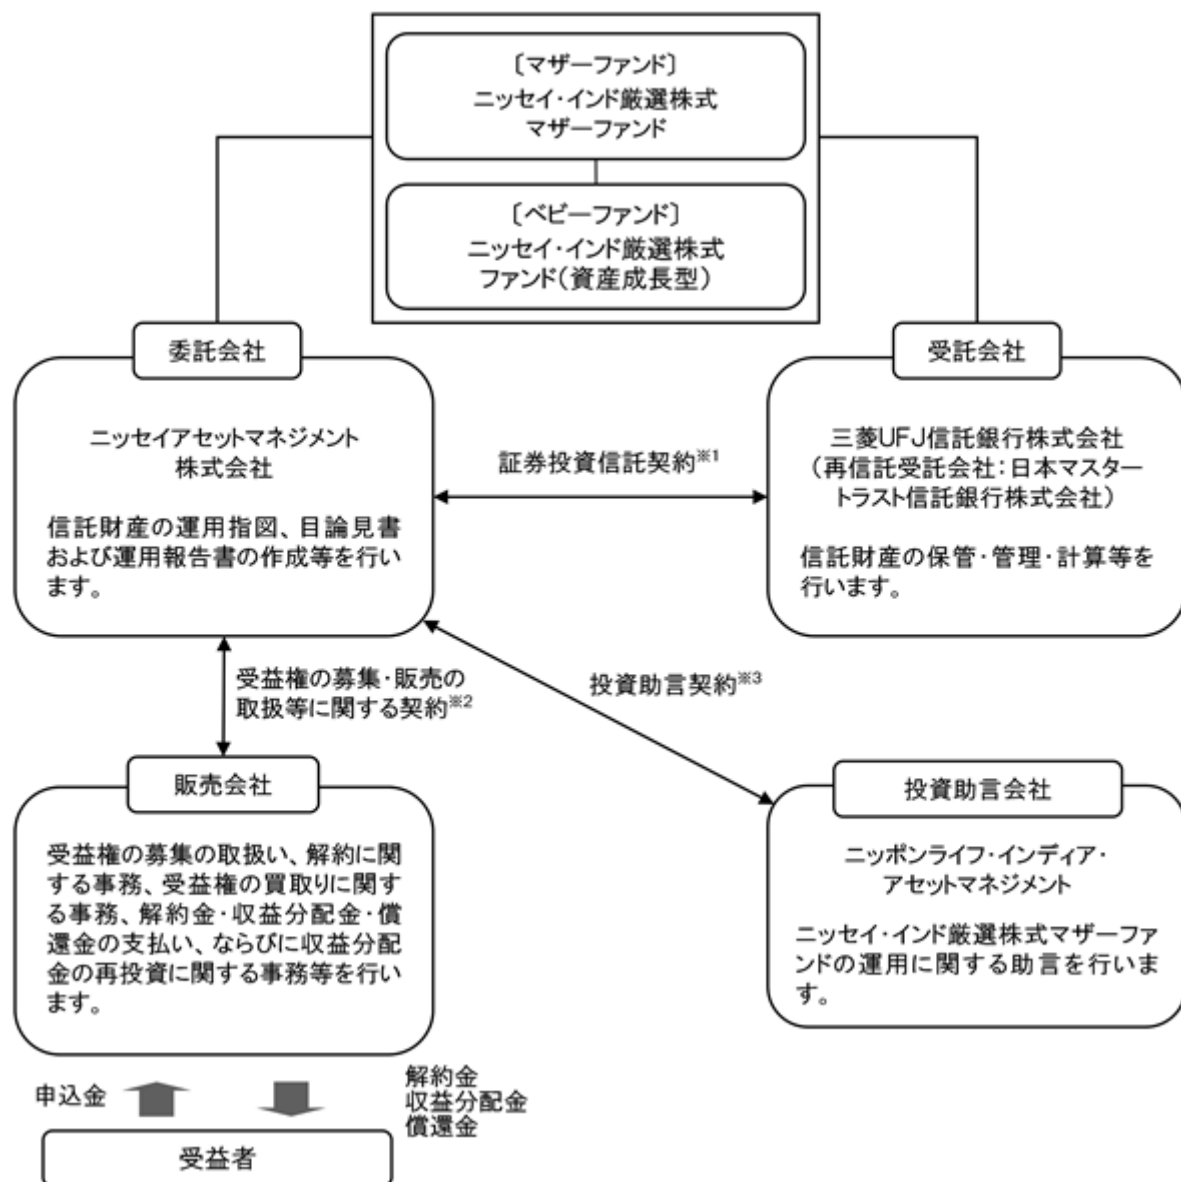 〔マザーファンド〕
ニッセイ・インド厳選株式
マザーファンド
〔ベビーファンド〕
ニッセイ・インド厳選株式
ファンド(資産成長型)
委託会社
ニッセイアセットマネジメント
株式会社
信託財産の運用指図、目論見書
および運用報告書の作成等を行い
ます。
証券投資信託契約※1
受託会社
三菱UFJ信託銀行株式会社
(再信託受託会社:日本マスター
トラスト信託銀行株式会社)
信託財産の保管・管理・計算等を
行います。
受益権の募集・販売の
取扱等に関する契約※2
投資助言契約※3
販売会社
受益権の募集の取扱い、解約に関
する事務、受益権の買取りに関す
る事務、解約金・収益分配金・償
還金の支払い、ならびに収益分配
金の再投資に関する事務等を行い
ます。
投資助言会社
ニッポンライフ・インディア・
アセットマネジメント
ニッセイ・インド厳選株式マザーファ
ンドの運用に関する助言を行いま
す。
申込金
解約金
収益分配金
償還金
受益者